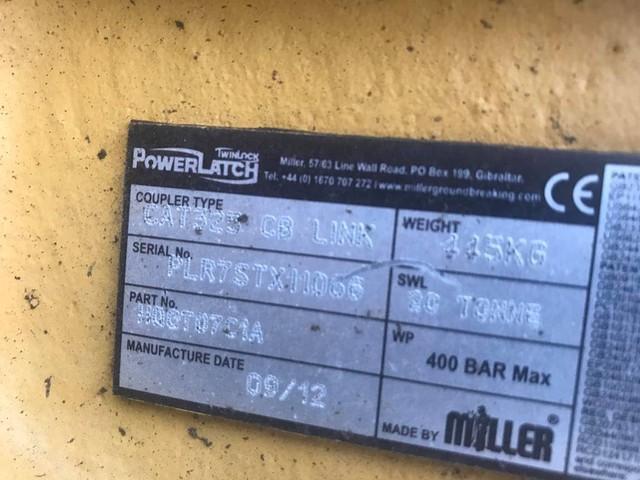 TWINLOCK
POWERLATCH
Miller, 57/63 Line Wall Road, PO Box 199, Gibraltar.
Tel. +44 (0) 1670 707 272 | www.millergroundbreaking.com
CE
COUPLER TYPE
CAT325 CB LINK
WEIGHT
445KG
SERIAL No.
PLR7STX11066
SWL
TONNE
PART No.
WP
400 BAR Max
MANUFACTURE DATE
09/12
MADE BY MILLER®